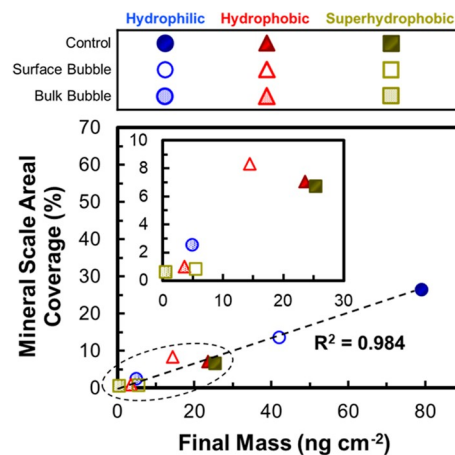 Hydrophilic Hydrophobic Superhydrophobic
Control
Surface Bubble
Bulk Bubble
Mineral Scale Areal
Coverage (%)
70
60
50
40
30
20
10
0
10
8
6
4
2
0
0 10 20 30
R² = 0.984
0 20 40 60 80
Final Mass (ng cm⁻²)